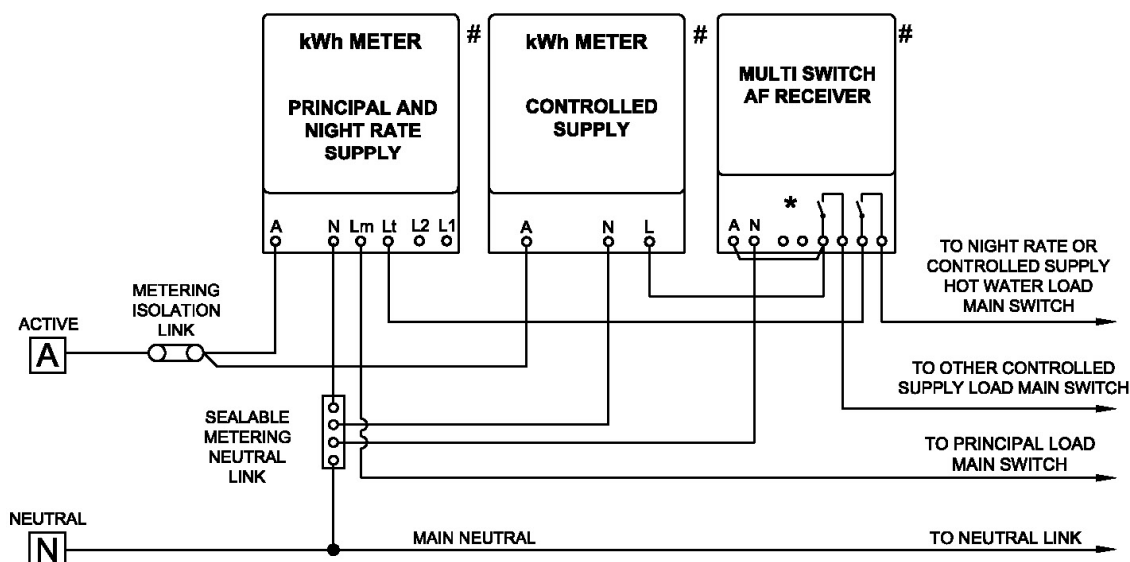 kWh METER
PRINCIPAL AND
NIGHT RATE
SUPPLY
#
kWh METER
CONTROLLED
SUPPLY
#
MULTI SWITCH
AF RECEIVER
#
*
A N Lm Lt L2 L1
A N L
A N
METERING
ISOLATION
LINK
ACTIVE
A
TO NIGHT RATE OR
CONTROLLED SUPPLY
HOT WATER LOAD
MAIN SWITCH
TO OTHER CONTROLLED
SUPPLY LOAD MAIN SWITCH
SEALABLE
METERING
NEUTRAL
LINK
TO PRINCIPAL LOAD
MAIN SWITCH
NEUTRAL
N
MAIN NEUTRAL
TO NEUTRAL LINK